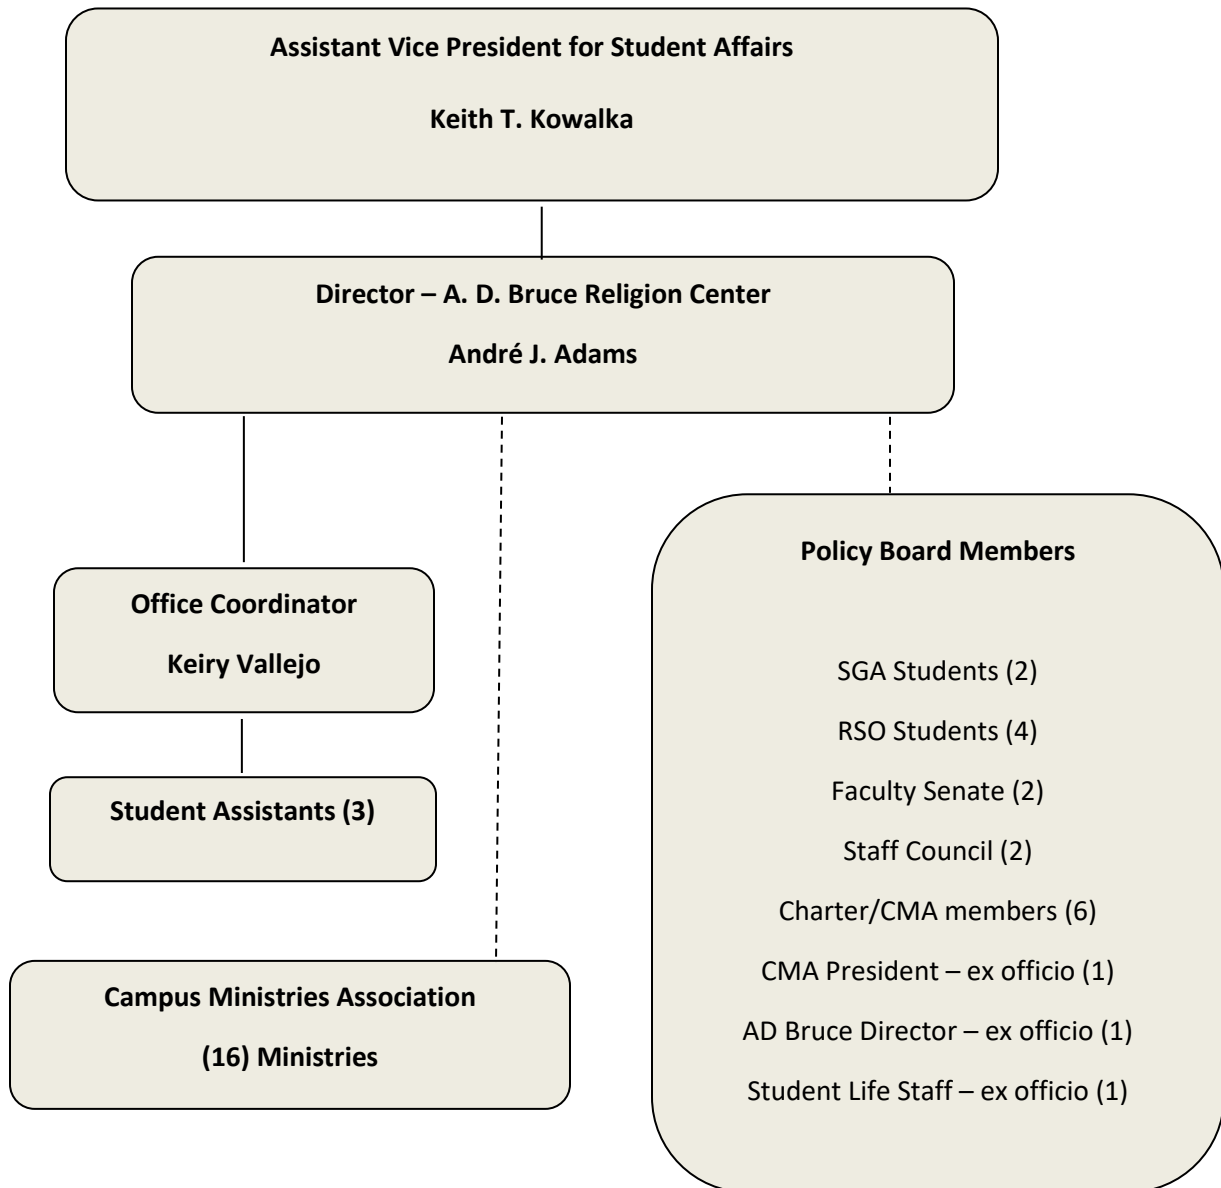 Assistant Vice President for Student Affairs
Keith T. Kowalka
Director – A. D. Bruce Religion Center
André J. Adams
Office Coordinator
Keiry Vallejo
Student Assistants (3)
Campus Ministries Association
(16) Ministries
Policy Board Members
SGA Students (2)
RSO Students (4)
Faculty Senate (2)
Staff Council (2)
Charter/CMA members (6)
CMA President – ex officio (1)
AD Bruce Director – ex officio (1)
Student Life Staff – ex officio (1)